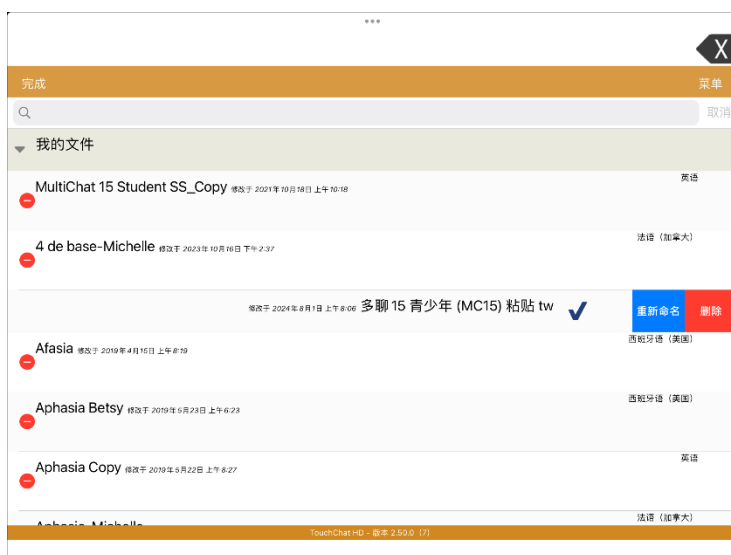 X
完成 菜单
取消
我的文件
英语
MultiChat 15 Student SS_Copy 修改于 2021年10月18日 上午10:18
法语（加拿大）
4 de base-Michelle 修改于 2023年10月16日 下午2:37
修改于 2024年8月1日 上午8:06 多聊 15 青少年 (MC15) 粘贴 tw 重新命名 删除
西班牙语（美国）
Afasia 修改于 2019年4月15日 上午8:19
西班牙语（美国）
Aphasia Betsy 修改于 2019年5月23日 上午6:23
英语
Aphasia Copy 修改于 2019年5月22日 上午8:27
法语（加拿大）
Aphasia-Michelle
TouchChat HD - 版本 2.50.0（7）